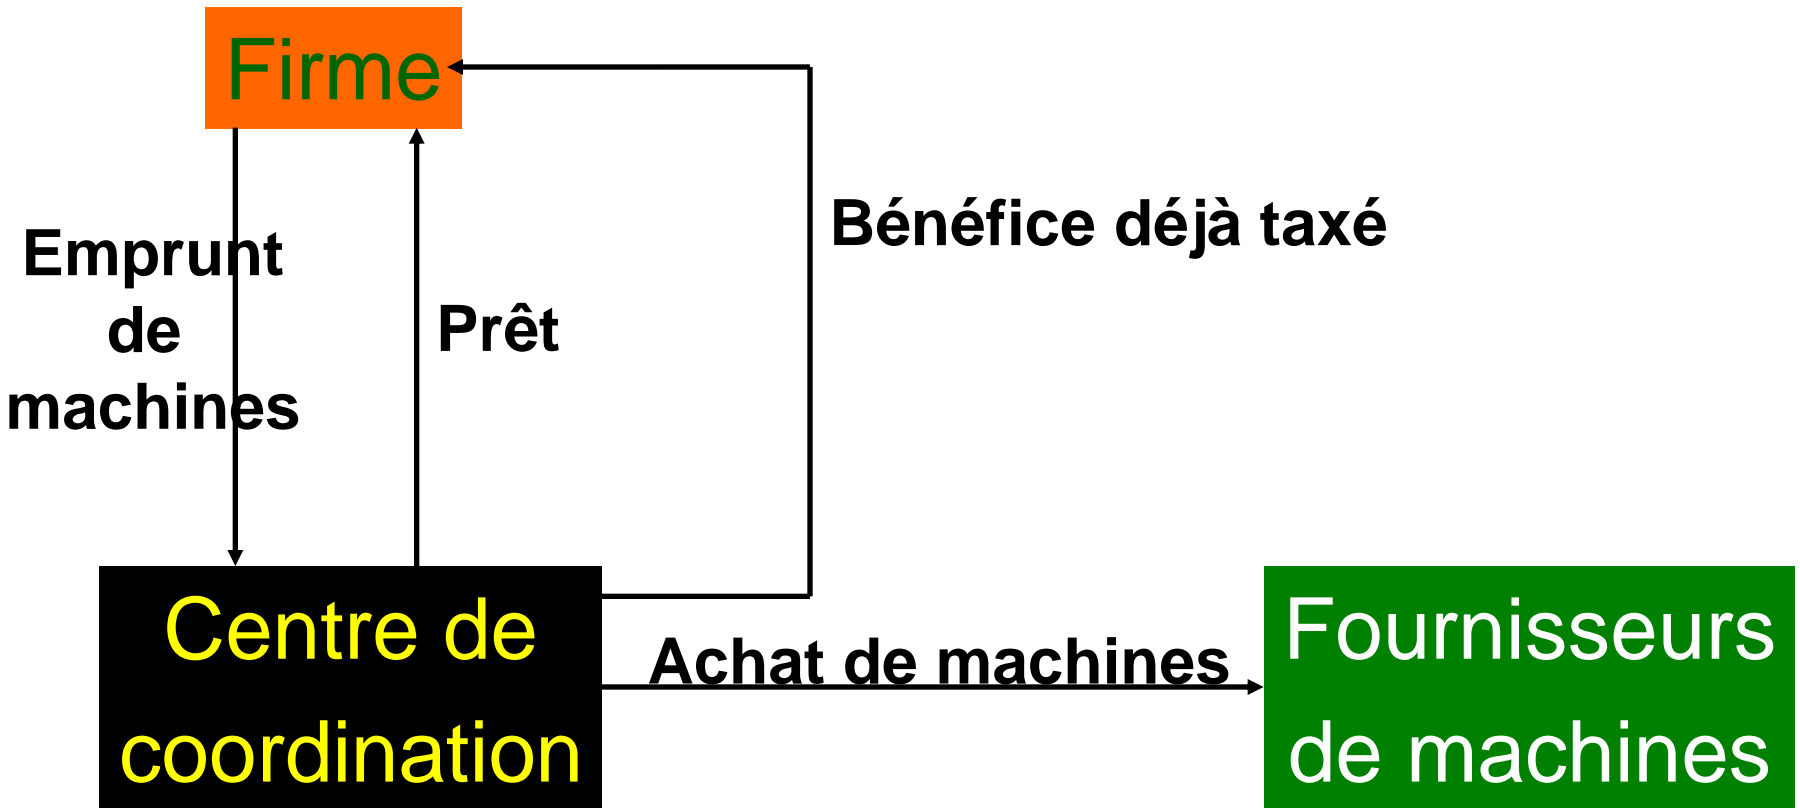 Firme
Bénéfice déjà taxé
Emprunt
de
machines
Prêt
Centre de
coordination
Achat de machines
Fournisseurs
de machines